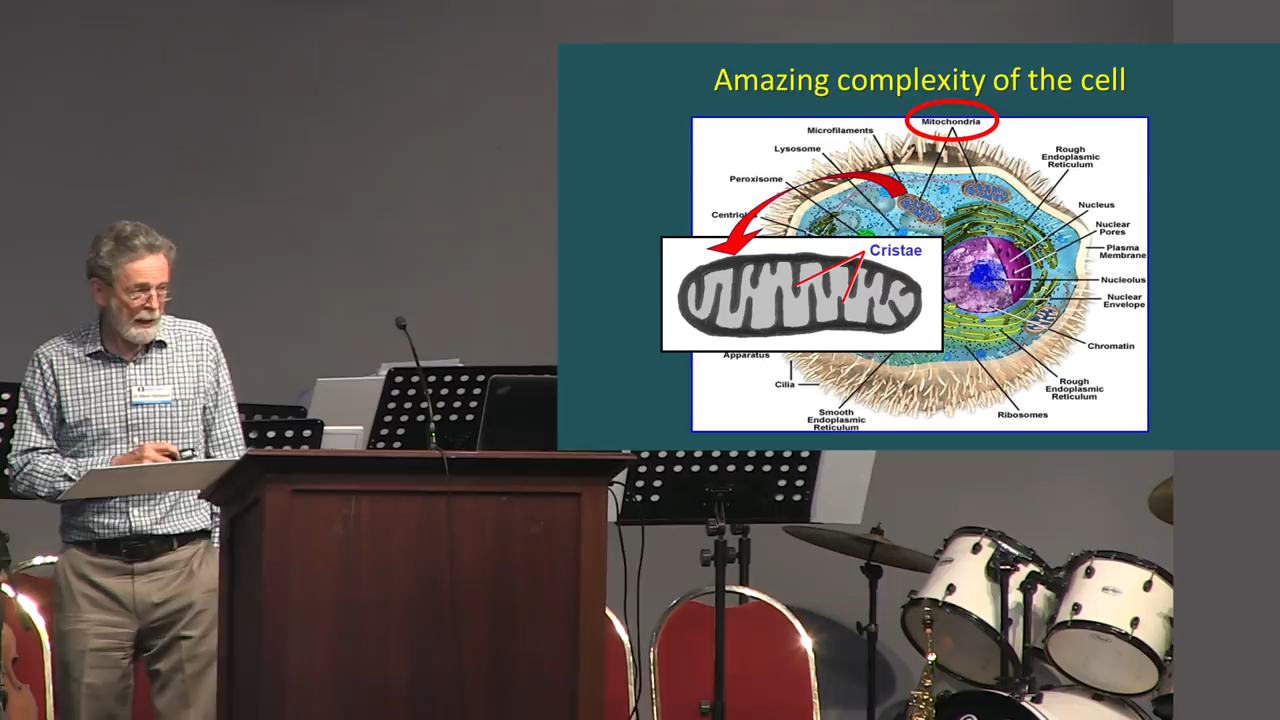 Amazing complexity of the cell
Mitochondria
Microfilaments
Lysosome
Peroxisome
Rough
Endoplasmic
Reticulum
Nucleus
Nuclear
Pores
Plasma
Membrane
Nucleolus
Nuclear
Envelope
Chromatin
Rough
Endoplasmic
Reticulum
Ribosomes
Smooth
Endoplasmic
Reticulum
Cilia
Apparatus
Cristae